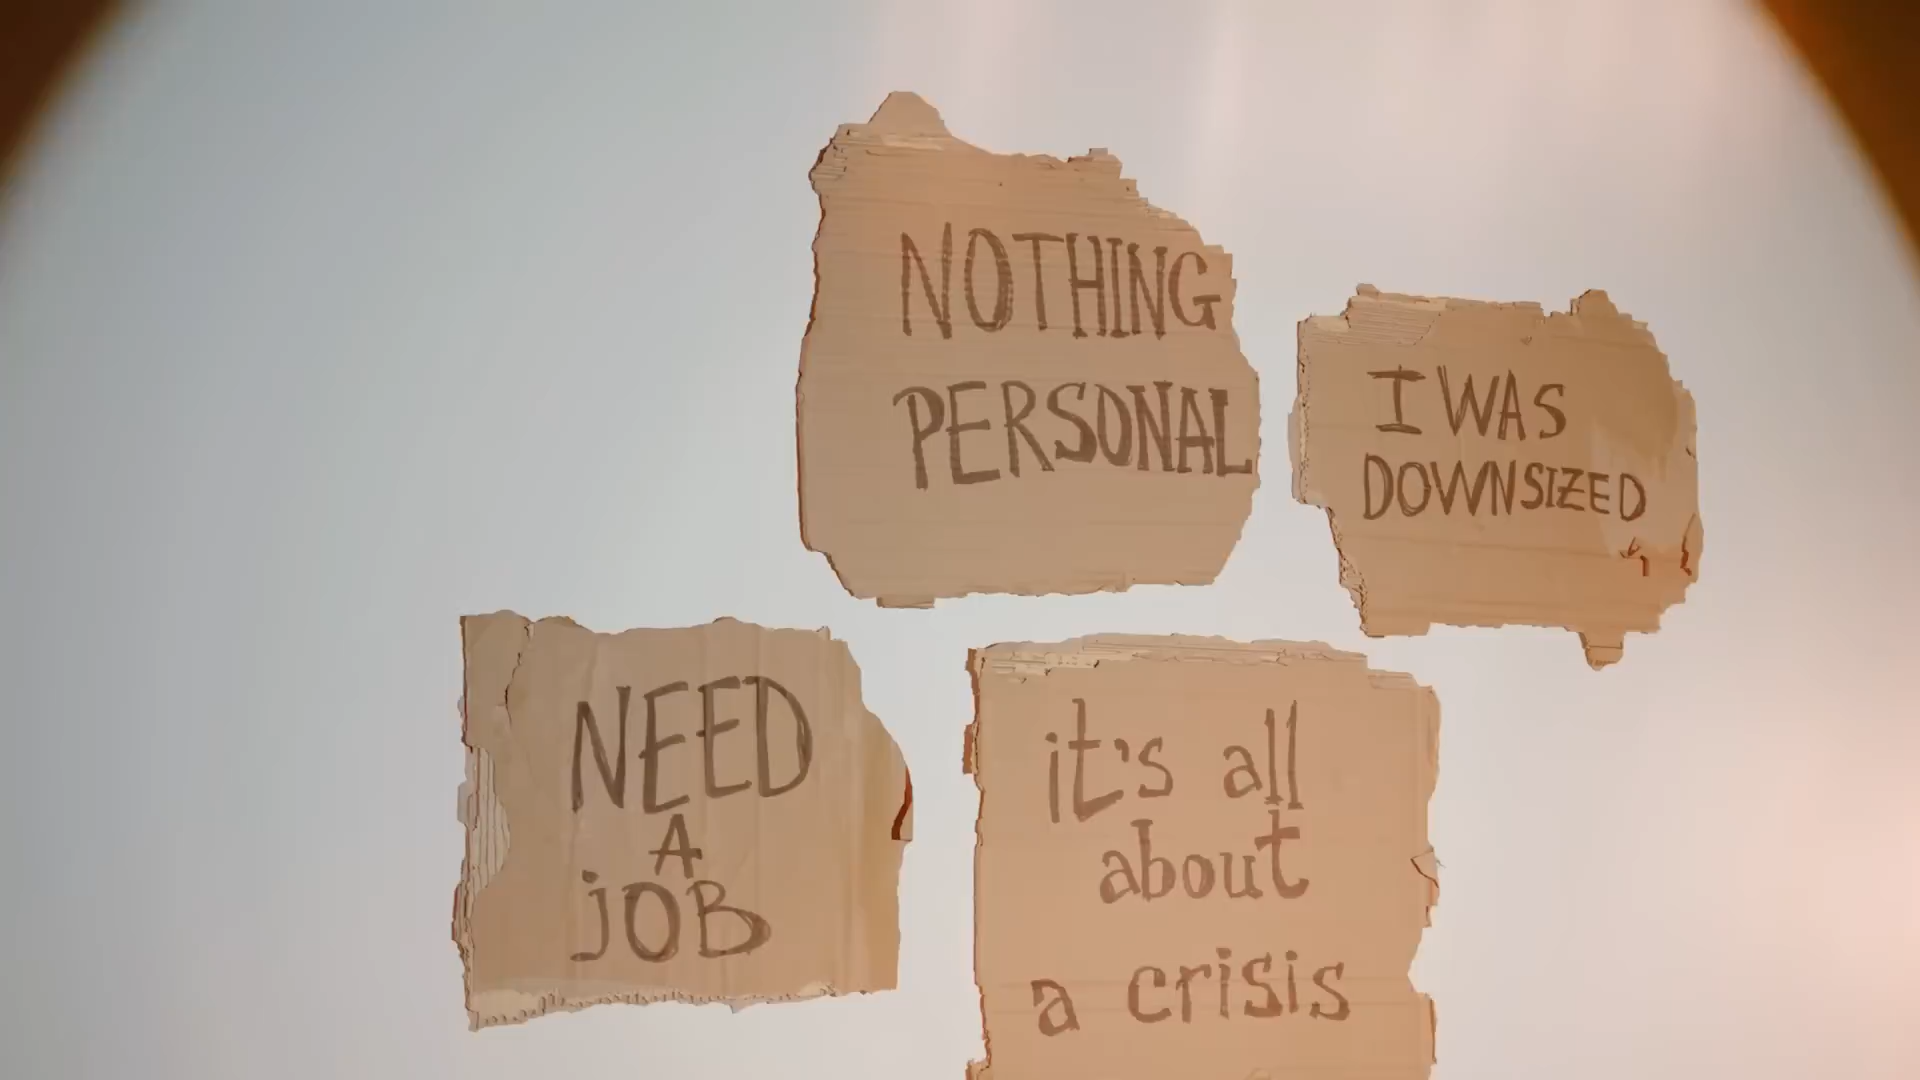 NOTHING
PERSONAL
I WAS
DOWNSIZED
NEED
A
jOB
it's all
about
a crisis